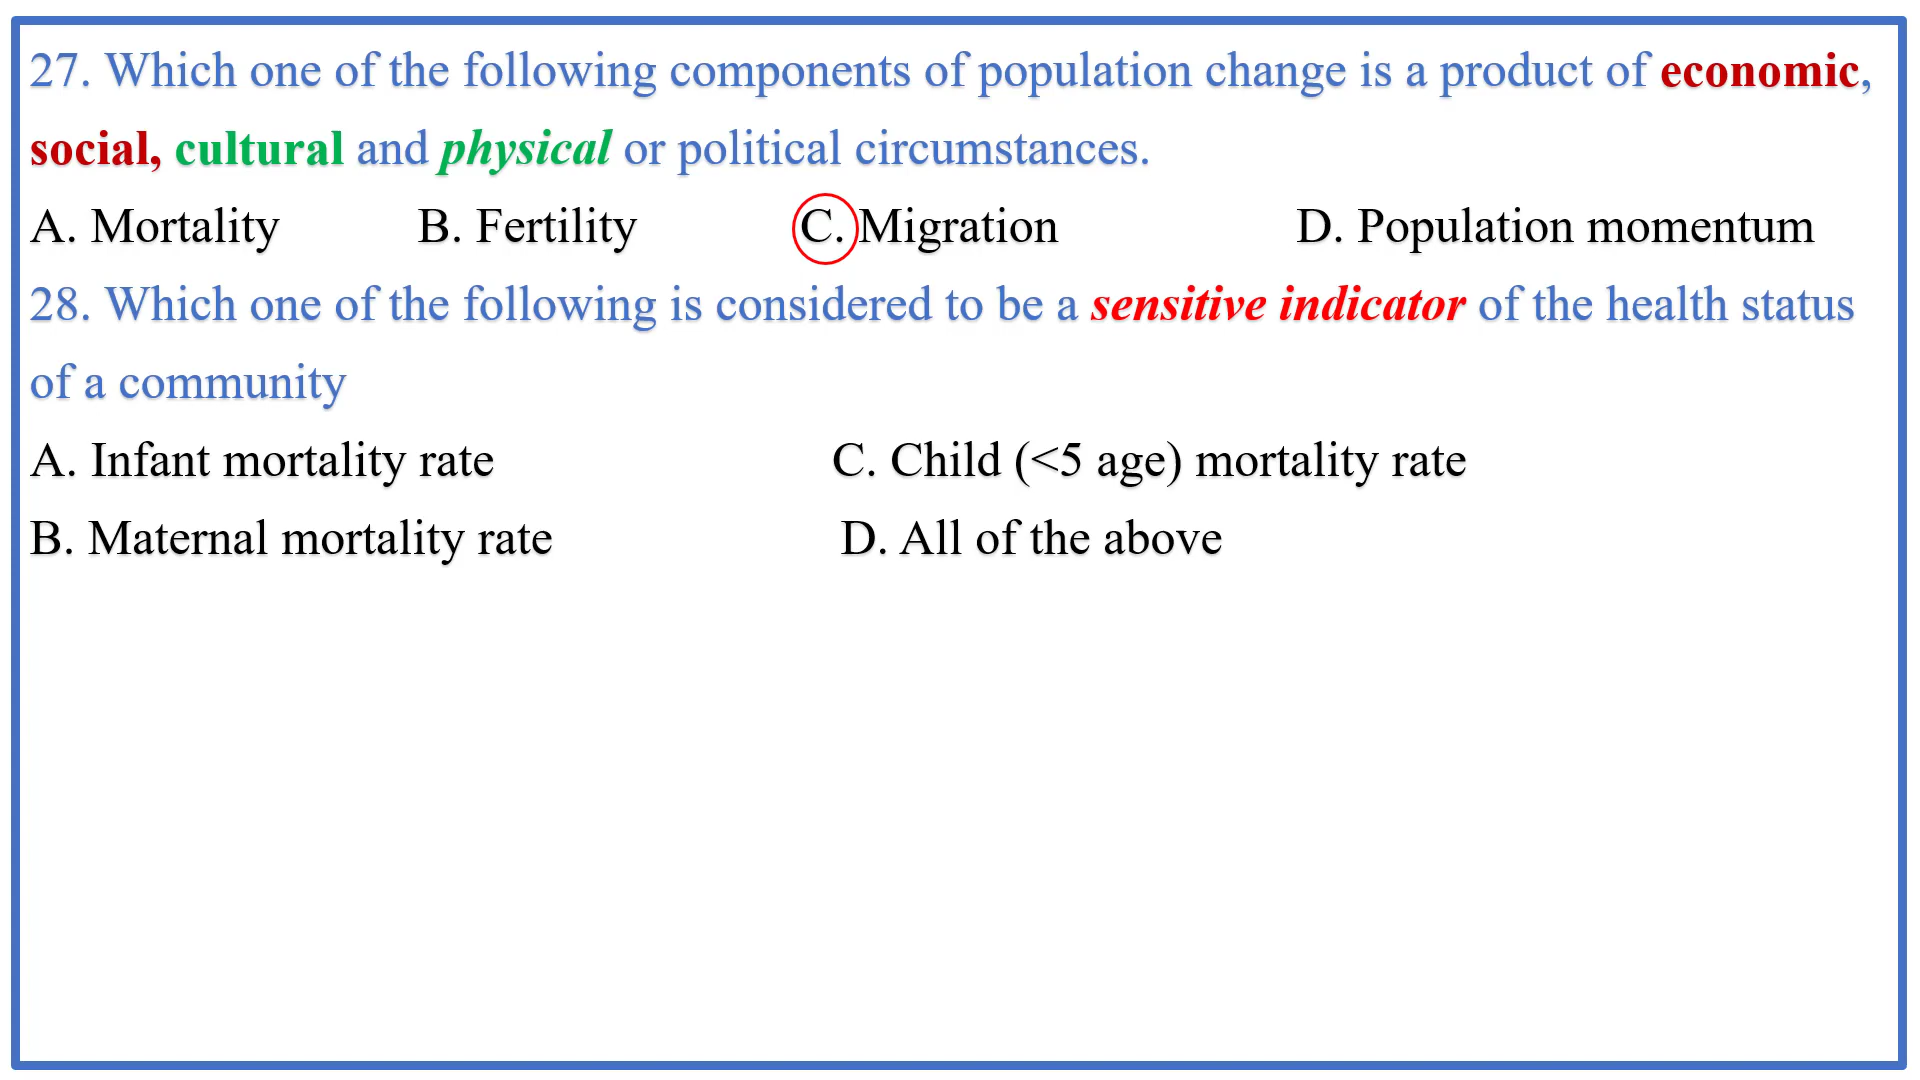 27. Which one of the following components of population change is a product of economic,
social, cultural and physical or political circumstances.
A. Mortality B. Fertility C. Migration D. Population momentum
28. Which one of the following is considered to be a sensitive indicator of the health status
of a community
A. Infant mortality rate C. Child (<5 age) mortality rate
B. Maternal mortality rate D. All of the above